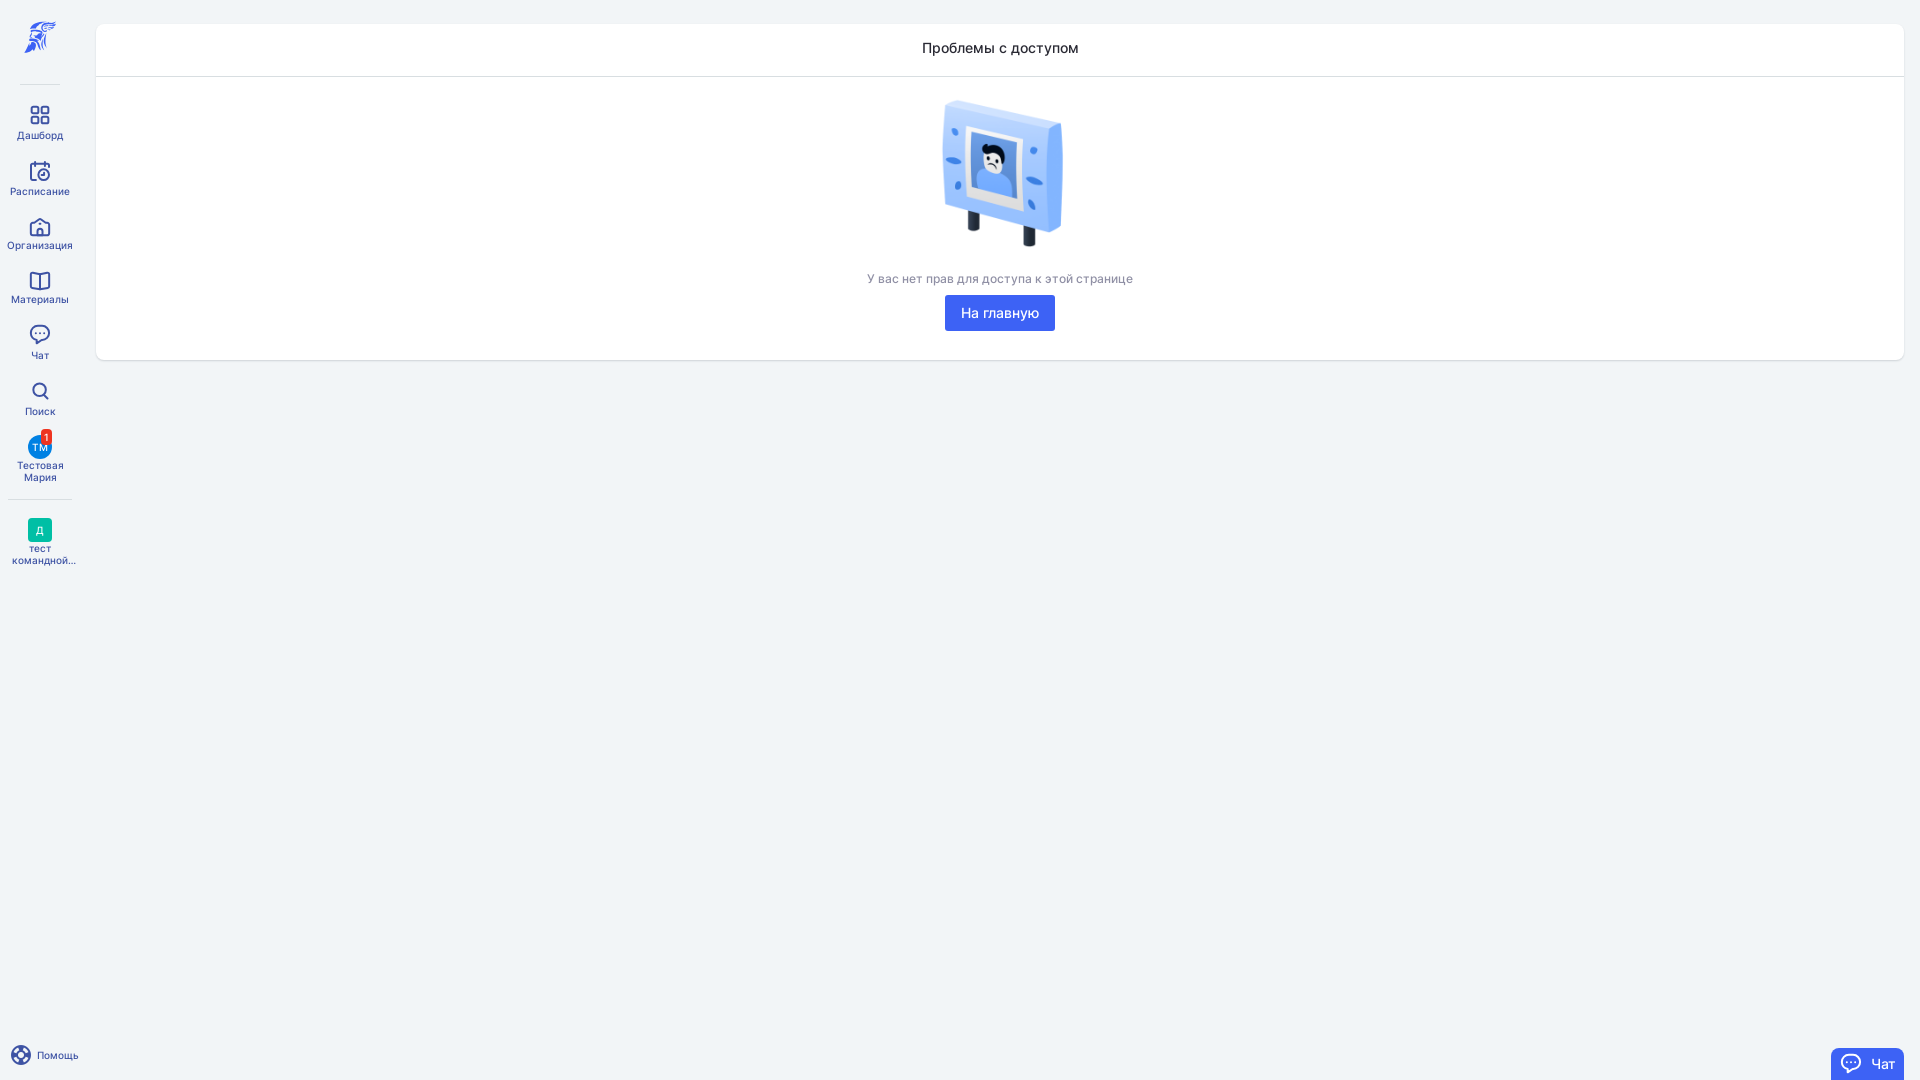 Проблемы с доступом
Дашборд
Расписание
Организация
Материалы
Чат
Поиск
ТМ
1
Тестовая
Мария
Д
тест
командной...
У вас нет прав для доступа к этой странице
На главную
Помощь
Чат